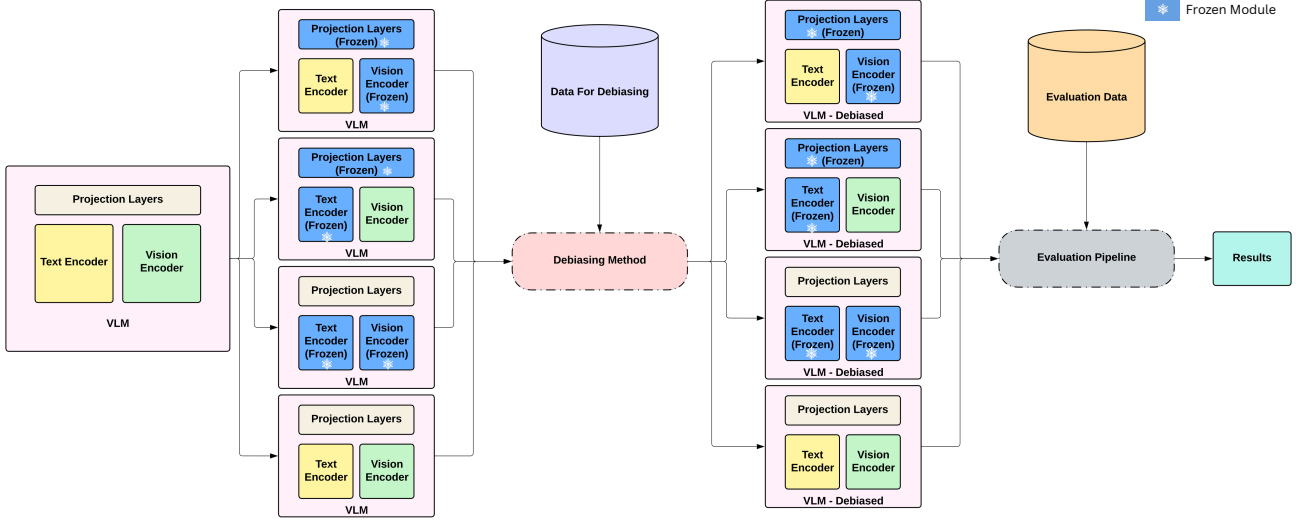 Frozen Module
Projection Layers
Text Encoder
Vision
Encoder
VLM
Projection Layers
(Frozen)
Text
Encoder
Vision
Encoder
(Frozen)
VLM
Projection Layers
(Frozen)
Text
Encoder
(Frozen)
Vision
Encoder
VLM
Projection Layers
Text
Encoder
(Frozen)
Vision
Encoder
(Frozen)
VLM
Projection Layers
Text
Encoder
Vision
Encoder
VLM
Data For Debiasing
Debiasing Method
Projection Layers
(Frozen)
Text
Encoder
Vision
Encoder
(Frozen)
VLM - Debiased
Projection Layers
(Frozen)
Text
Encoder
(Frozen)
Vision
Encoder
VLM - Debiased
Projection Layers
Text
Encoder
(Frozen)
Vision
Encoder
(Frozen)
VLM - Debiased
Projection Layers
Text
Encoder
Vision
Encoder
VLM - Debiased
Evaluation Data
Evaluation Pipeline
Results